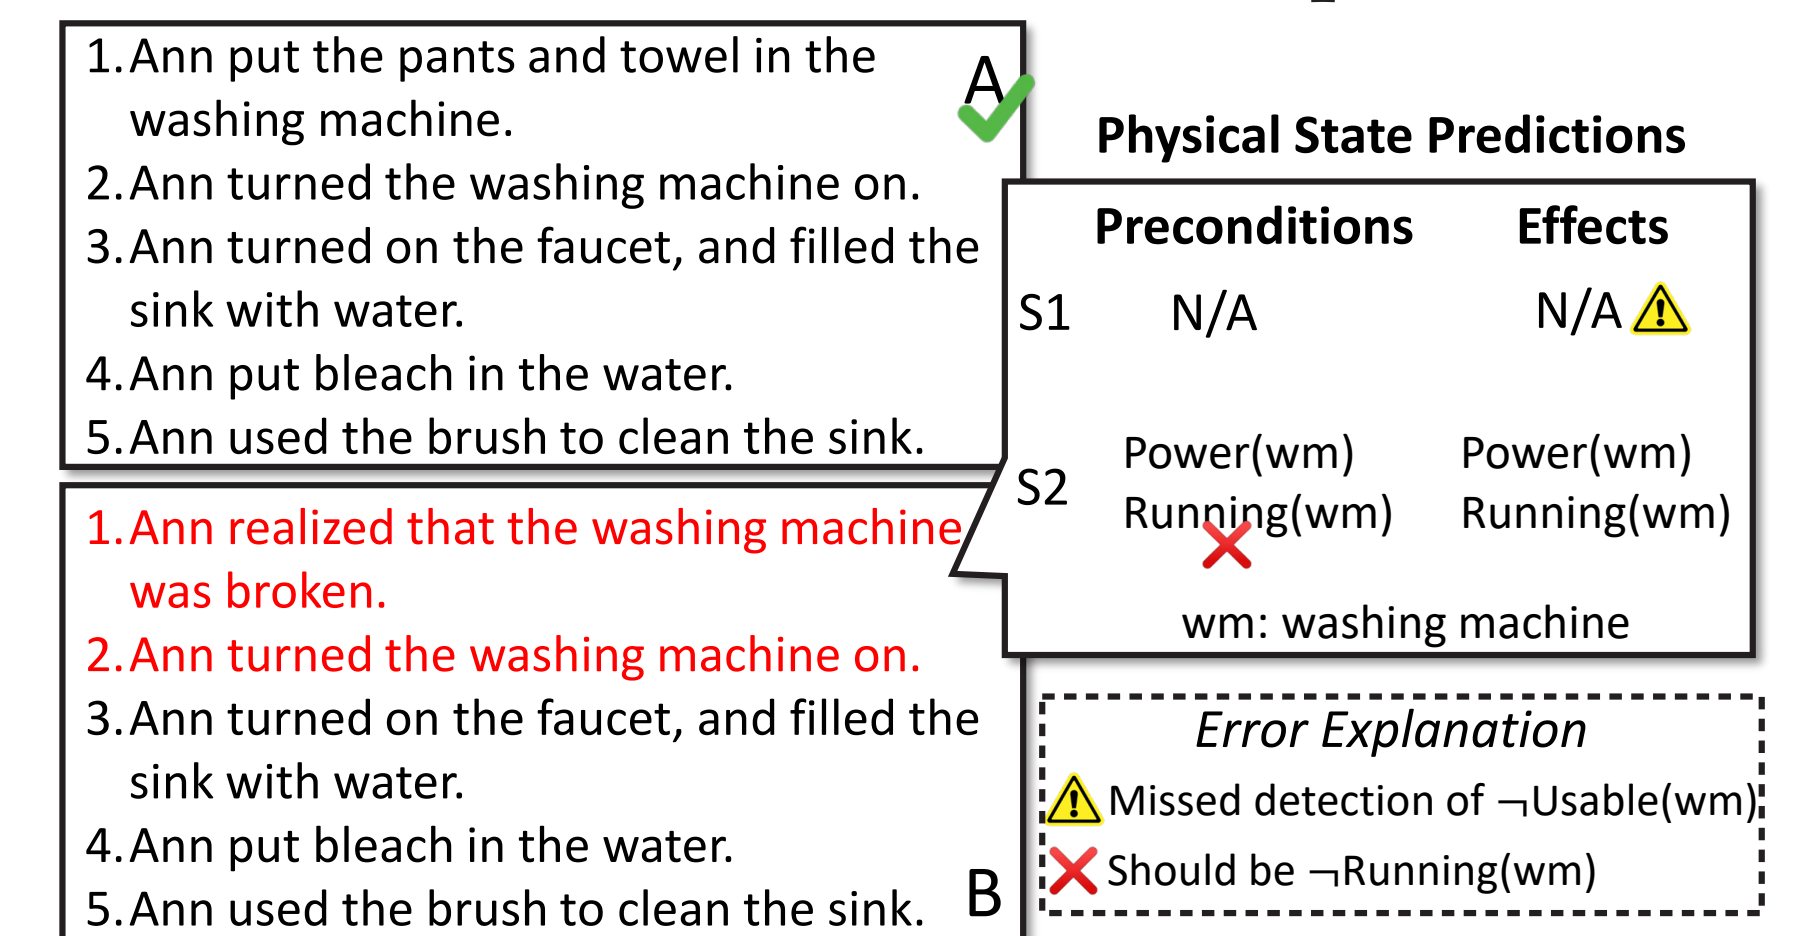 1. Ann put the pants and towel in the
washing machine.
2. Ann turned the washing machine on.
3. Ann turned on the faucet, and filled the
sink with water.
4. Ann put bleach in the water.
5. Ann used the brush to clean the sink.
A
1. Ann realized that the washing machine
was broken.
2. Ann turned the washing machine on.
3. Ann turned on the faucet, and filled the
sink with water.
4. Ann put bleach in the water.
5. Ann used the brush to clean the sink.
B
Physical State Predictions
Preconditions Effects
S1 N/A N/A
S2 Power(wm) Power(wm)
Running(wm) Running(wm)
wm: washing machine
Error Explanation
Missed detection of ¬Usable(wm)
Should be ¬Running(wm)